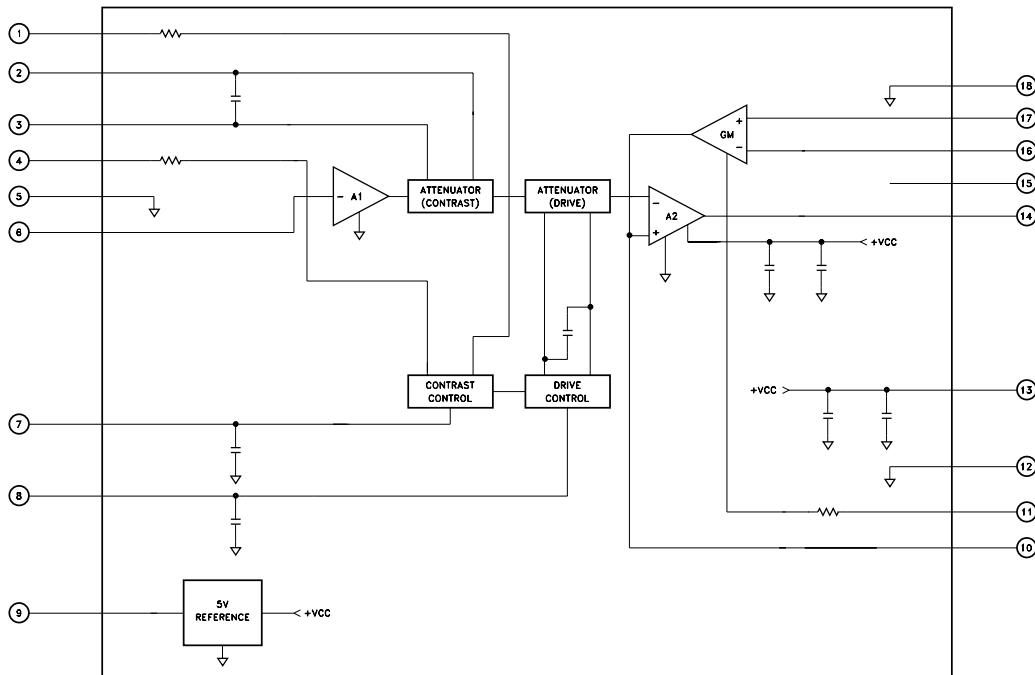 1
2
3
4
5
6
7
8
9
18
17
16
15
14
13
12
11
10
- A1
ATTENUATOR
(CONTRAST)
ATTENUATOR
(DRIVE)
GM
+
-
-
A2
+
+VCC
CONTRAST
CONTROL
DRIVE
CONTROL
+VCC
5V
REFERENCE
+VCC